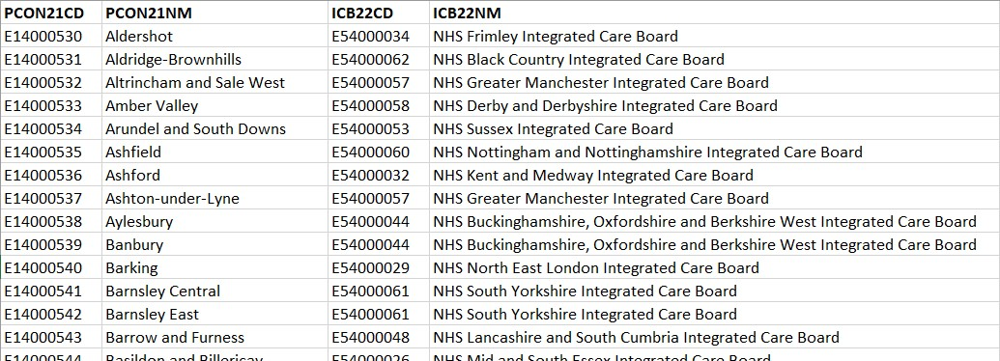 PCON21CD PCON21NM ICB22CD ICB22NM
E14000530 Aldershot E54000034 NHS Frimley Integrated Care Board
E14000531 Aldridge-Brownhills E54000062 NHS Black Country Integrated Care Board
E14000532 Altrincham and Sale West E54000057 NHS Greater Manchester Integrated Care Board
E14000533 Amber Valley E54000058 NHS Derby and Derbyshire Integrated Care Board
E14000534 Arundel and South Downs E54000053 NHS Sussex Integrated Care Board
E14000535 Ashfield E54000060 NHS Nottingham and Nottinghamshire Integrated Care Board
E14000536 Ashford E54000032 NHS Kent and Medway Integrated Care Board
E14000537 Ashton-under-Lyne E54000057 NHS Greater Manchester Integrated Care Board
E14000538 Aylesbury E54000044 NHS Buckinghamshire, Oxfordshire and Berkshire West Integrated Care Board
E14000539 Banbury E54000044 NHS Buckinghamshire, Oxfordshire and Berkshire West Integrated Care Board
E14000540 Barking E54000029 NHS North East London Integrated Care Board
E14000541 Barnsley Central E54000061 NHS South Yorkshire Integrated Care Board
E14000542 Barnsley East E54000061 NHS South Yorkshire Integrated Care Board
E14000543 Barrow and Furness E54000048 NHS Lancashire and South Cumbria Integrated Care Board
E14000544 Basildon and Billericay E54000026 NHS Mid and South Essex Integrated Care Board